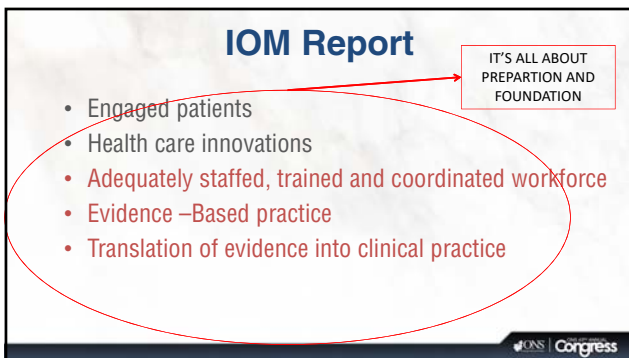 IOM Report
IT'S ALL ABOUT
PREPARTION AND
FOUNDATION
• Engaged patients
• Health care innovations
• Adequately staffed, trained and coordinated workforce
• Evidence –Based practice
• Translation of evidence into clinical practice
ONS | Congress